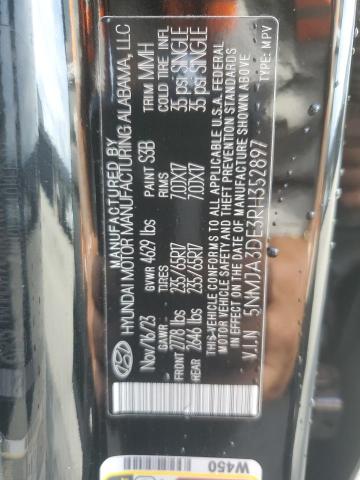 MANUFACTURED BY
HYUNDAI MOTOR MANUFACTURING ALABAMA, LLC
Nov/16/23 GVWR 4629 lbs PAINT S3B TRIM MMH
TIRES RIMS COLD TIRE INFL
FRONT 2778 lbs 235/65R17 7.00X17 35 psi SINGLE
REAR 2646 lbs 235/65R17 7.00X17 35 psi SINGLE
THIS VEHICLE CONFORMS TO ALL APPLICABLE U.S.A. FEDERAL
MOTOR VEHICLE SAFETY AND THEFT PREVENTION STANDARDS
IN EFFECT ON THE DATE OF MANUFACTURE SHOWN ABOVE
V.I.N 5NMJA3DE3RH352897 TYPE: MPV
W450